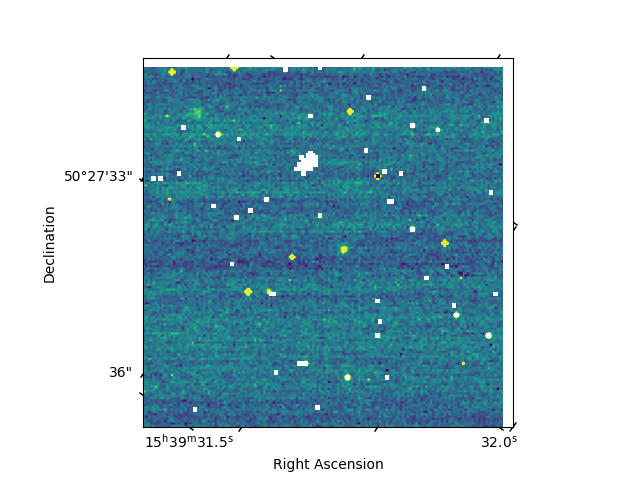 50°27'33"
Declination
36"
15ʰ39ᵐ31.5ˢ
32.0ˢ
Right Ascension